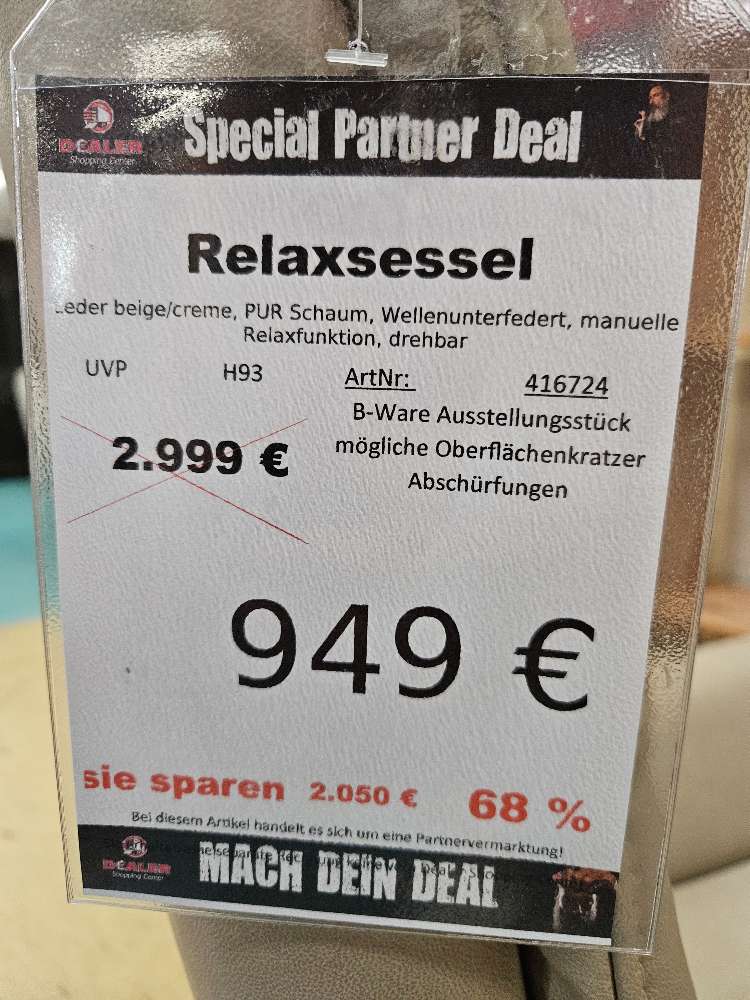 DEALER
Shopping Center
Special Partner Deal
Relaxsessel
Leder beige/creme, PUR Schaum, Wellenunterfedert, manuelle
Relaxfunktion, drehbar
UVP H93 ArtNr: 416724
B-Ware Ausstellungsstück
2.999 € mögliche Oberflächenkratzer
Abschürfungen
949 €
sie sparen 2.050 € 68 %
Bei diesem Artikel handelt es sich um eine Partnervermarktung!
DEALER
Shopping Center
MACH DEIN DEAL